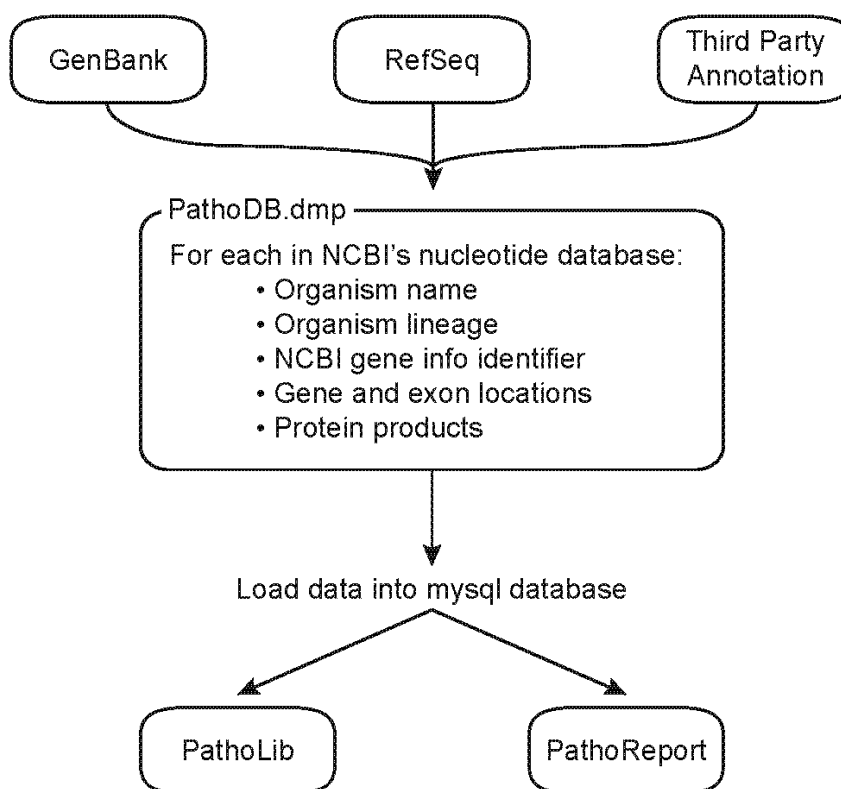 GenBank
RefSeq
Third Party
Annotation
PathoDB.dmp
For each in NCBI's nucleotide database:
• Organism name
• Organism lineage
• NCBI gene info identifier
• Gene and exon locations
• Protein products
Load data into mysql database
PathoLib
PathoReport